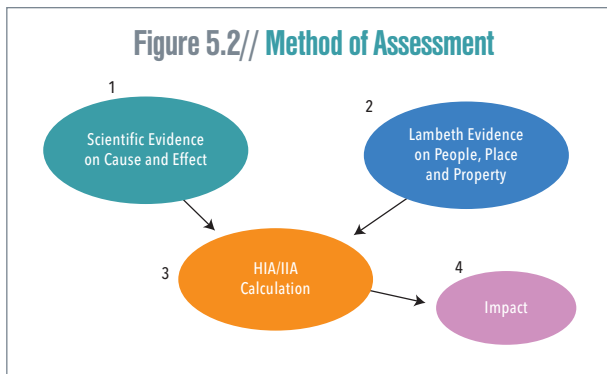 Figure 5.2// Method of Assessment
1
Scientific Evidence
on Cause and Effect
2
Lambeth Evidence
on People, Place
and Property
3
HIA/IIA
Calculation
4
Impact